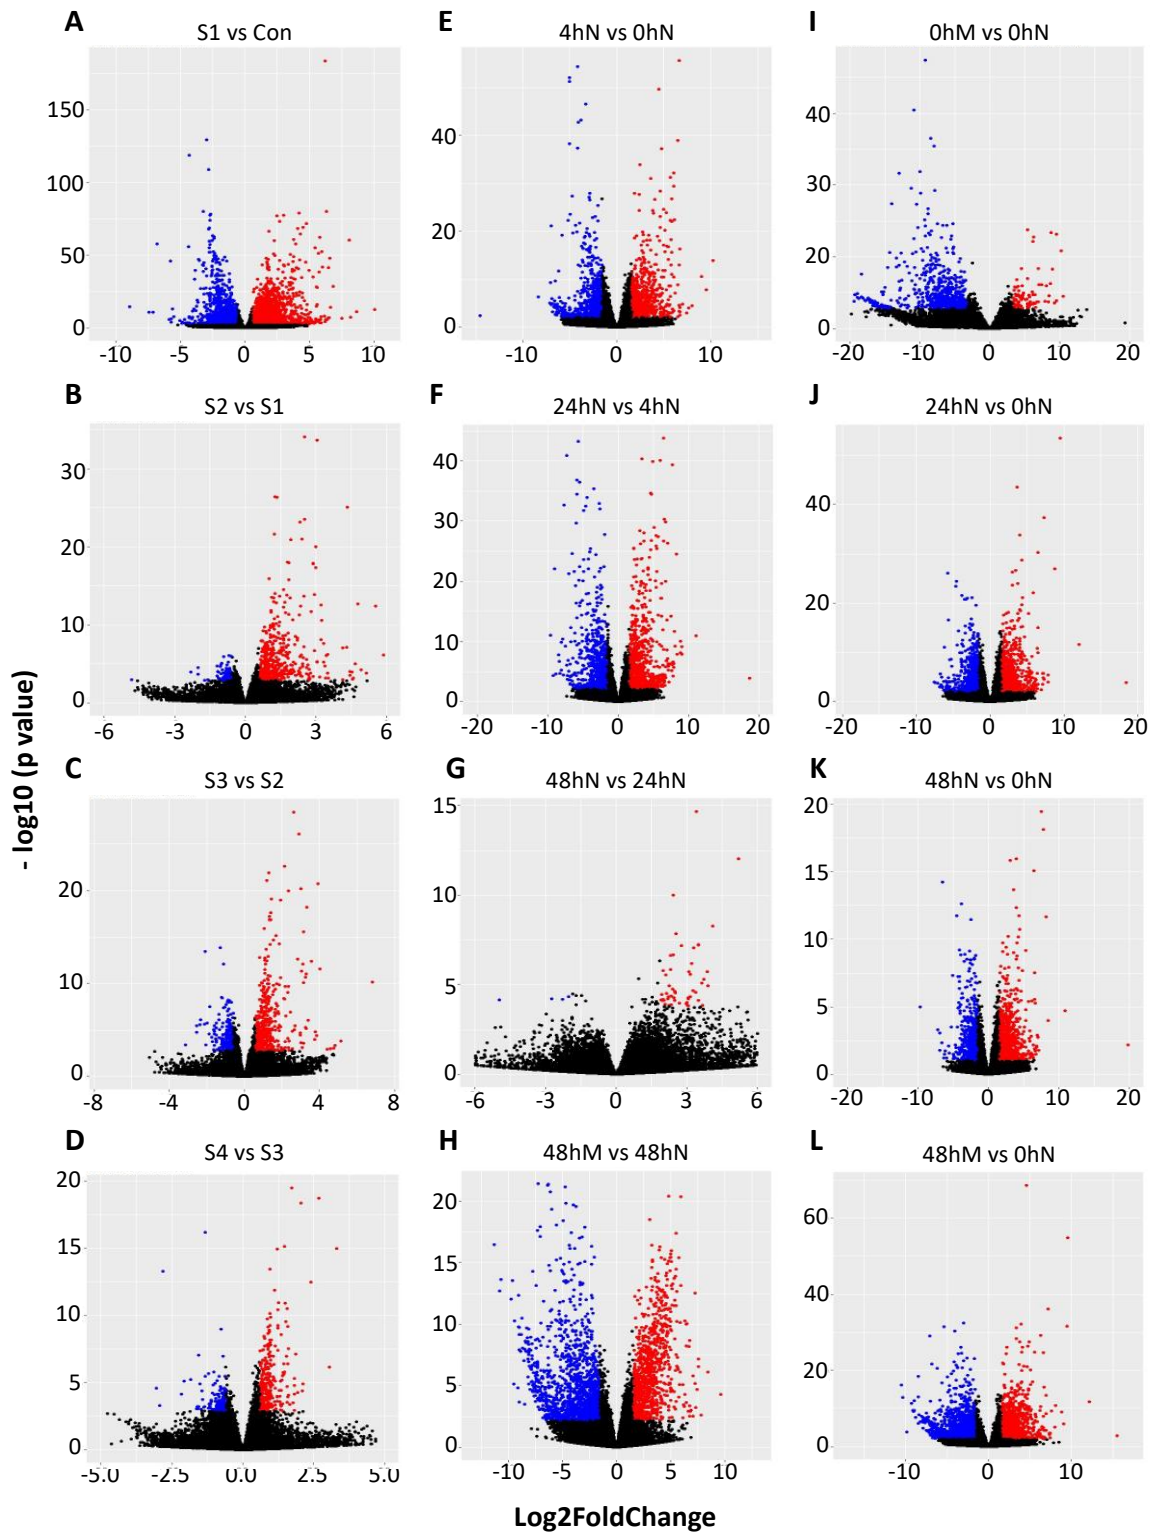 A
S1 vs Con
150
100
50
0
-10 -5 0 5 10
B
S2 vs S1
30
20
10
0
-6 -3 0 3 6
C
S3 vs S2
20
10
0
-8 -4 0 4 8
D
S4 vs S3
20
15
10
5
0
-5.0 -2.5 0.0 2.5 5.0
E
4hN vs 0hN
40
20
0
-10 0 10
F
24hN vs 4hN
40
30
20
10
0
-20 -10 0 10 20
G
48hN vs 24hN
15
10
5
0
-6 -3 0 3 6
H
48hM vs 48hN
20
15
10
5
0
-10 -5 0 5 10
I
0hM vs 0hN
40
30
20
10
0
-20 -10 0 10 20
J
24hN vs 0hN
40
20
0
-20 -10 0 10 20
K
48hN vs 0hN
20
15
10
5
0
-20 -10 0 10 20
L
48hM vs 0hN
60
40
20
0
-10 0 10
- log10 (p value)
Log2FoldChange